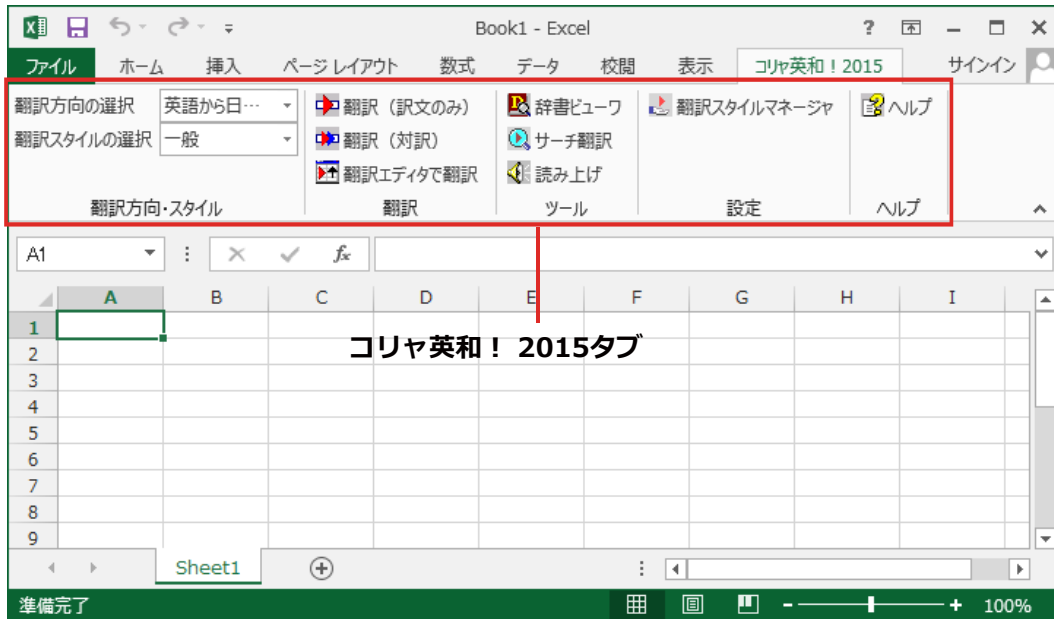 Book1 - Excel ?
ファイル ホーム 挿入 ページ レイアウト 数式 データ 校閲 表示 コリャ英和！2015 サインイン
翻訳方向の選択 英語から日… 翻訳（訳文のみ） 辞書ビューワ 翻訳スタイルマネージャ ヘルプ
翻訳スタイルの選択 一般 翻訳（対訳） サーチ翻訳
翻訳エディタで翻訳 読み上げ
翻訳方向・スタイル 翻訳 ツール 設定 ヘルプ
A1 fx
A B C D E F G H I
1
2
コリャ英和！ 2015タブ
3
4
5
6
7
8
9
Sheet1
準備完了 - + 100%